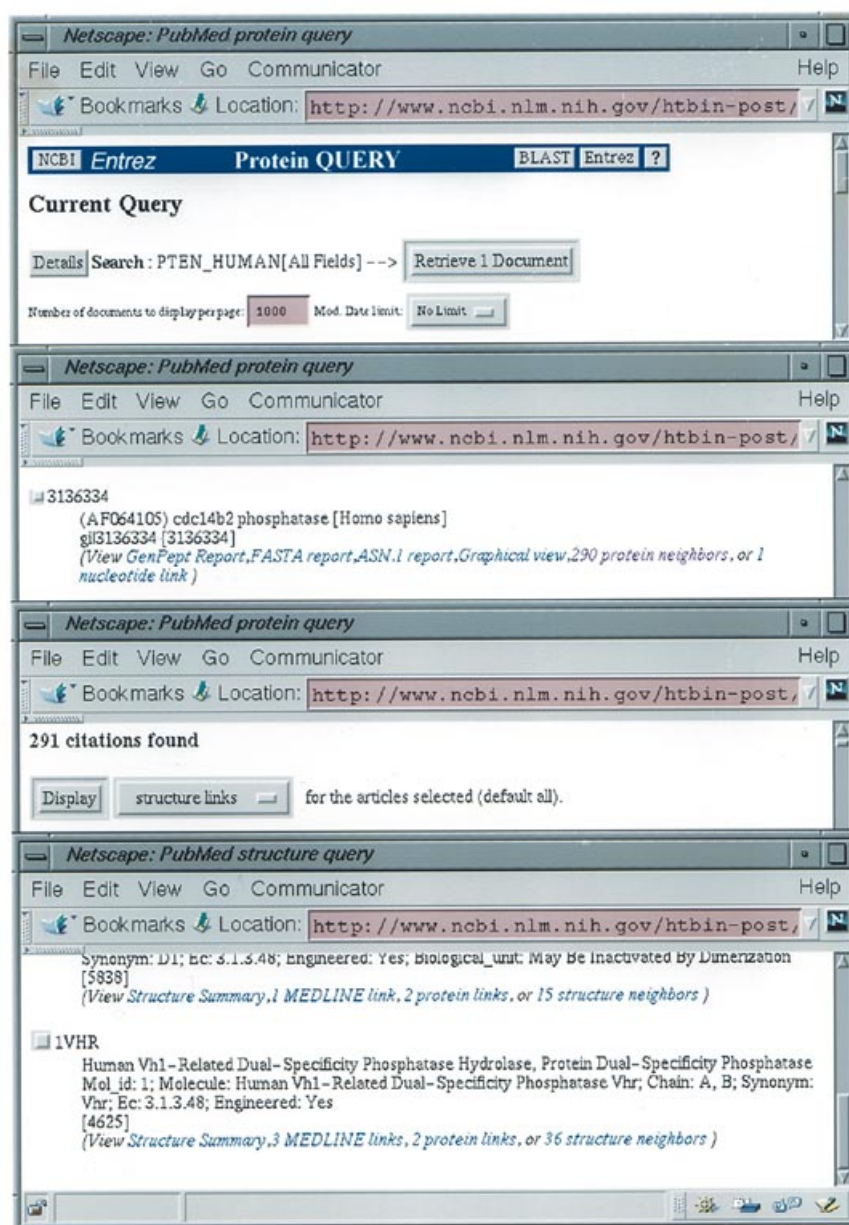 Netscape: PubMed protein query
File Edit View Go Communicator Help
Bookmarks Location: http://www.ncbi.nlm.nih.gov/htbin-post/ N
NCBI Entrez Protein QUERY BLAST Entrez ?
Current Query
Details Search : PTEN_HUMAN[All Fields] --> Retrieve 1 Document
Number of documents to display per page: 1000 Mod. Date limit: No Limit
Netscape: PubMed protein query
File Edit View Go Communicator Help
Bookmarks Location: http://www.ncbi.nlm.nih.gov/htbin-post/ N
3136334
(AF064105) cdc14b2 phosphatase [Homo sapiens]
gi|3136334 [3136334]
(View GenPept Report,FASTA report,ASN.1 report,Graphical view,290 protein neighbors, or 1
nucleotide link )
Netscape: PubMed protein query
File Edit View Go Communicator Help
Bookmarks Location: http://www.ncbi.nlm.nih.gov/htbin-post/ N
291 citations found
Display structure links for the articles selected (default all).
Netscape: PubMed structure query
File Edit View Go Communicator Help
Bookmarks Location: http://www.ncbi.nlm.nih.gov/htbin-post/ N
Synonym: D1; Ec: 3.1.3.48; Engineered: Yes; Biological_unit: May Be Inactivated By Dimerization
[5838]
(View Structure Summary,1 MEDLINE link, 2 protein links, or 15 structure neighbors )
1VHR
Human Vh1-Related Dual-Specificity Phosphatase Hydrolase, Protein Dual-Specificity Phosphatase
Mol_id: 1; Molecule: Human Vh1-Related Dual-Specificity Phosphatase Vhr; Chain: A, B; Synonym:
Vhr; Ec: 3.1.3.48; Engineered: Yes
[4625]
(View Structure Summary,3 MEDLINE links, 2 protein links, or 36 structure neighbors )